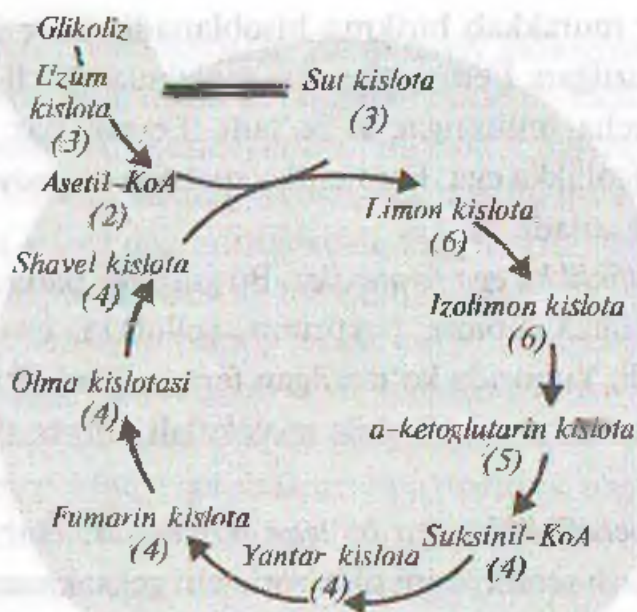 Glikoliz
Uzum
kislota
(3)
Sut kislota
(3)
Asetil-KoA
(2)
Limon kislota
(6)
Shavel kislota
(4)
Izolimon kislota
(6)
Olma kislotasi
(4)
a-ketoglutarin kislota
(5)
Fumarin kislota
(4)
Yantar kislota
(4)
Suksinil-KoA
(4)